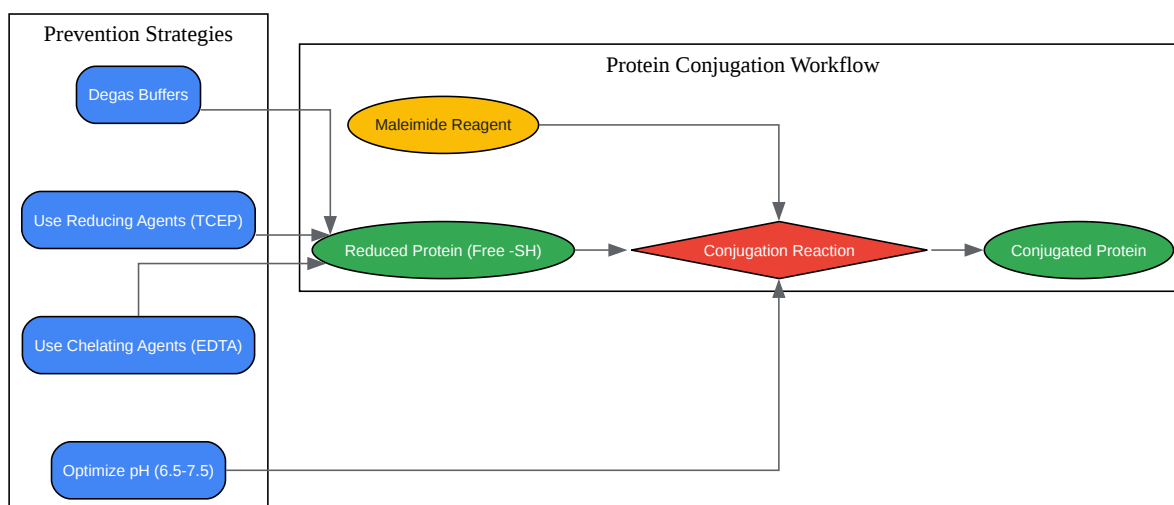 Prevention Strategies
Degas Buffers
Use Reducing Agents (TCEP)
Use Chelating Agents (EDTA)
Optimize pH (6.5-7.5)
Protein Conjugation Workflow
Maleimide Reagent
Reduced Protein (Free -SH)
Conjugation Reaction
Conjugated Protein